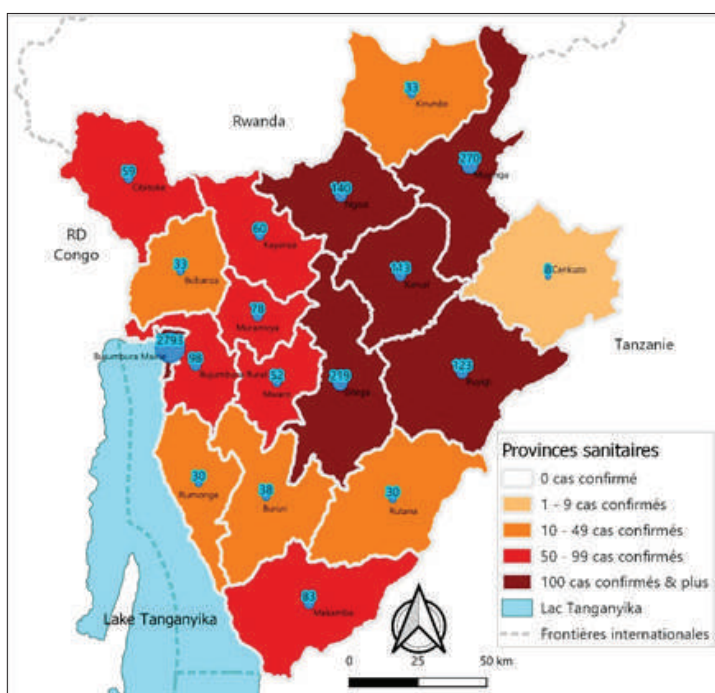 33
Kirundo
Rwanda
270
Muyinga
59
Cibitoke
140
Ngozi
60
Kayanza
RD
Congo
33
Bubanza
Karusi
8
Cankuzo
78
Muramvya
2793
Bujumbura Mairie
98
Bujumbura Rural
52
Mwaro
219
Gitega
123
Ruyigi
Tanzanie
30
Rumonge
38
Bururi
30
Rutana
83
Makamba
Lake Tanganyika
Provinces sanitaires
0 cas confirmé
1 - 9 cas confirmés
10 - 49 cas confirmés
50 - 99 cas confirmés
100 cas confirmés & plus
Lac Tanganyika
Frontières internationales
0 25 50 km